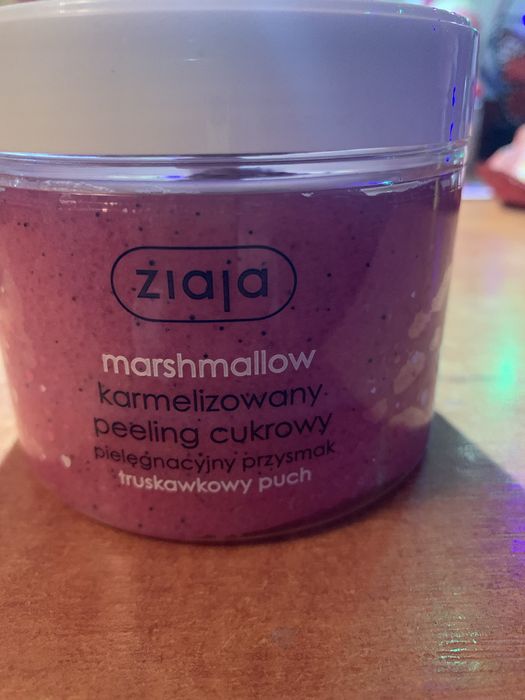 ziaja
marshmallow
karmelizowany
peeling cukrowy
pielęgnacyjny przysmak
truskawkowy puch